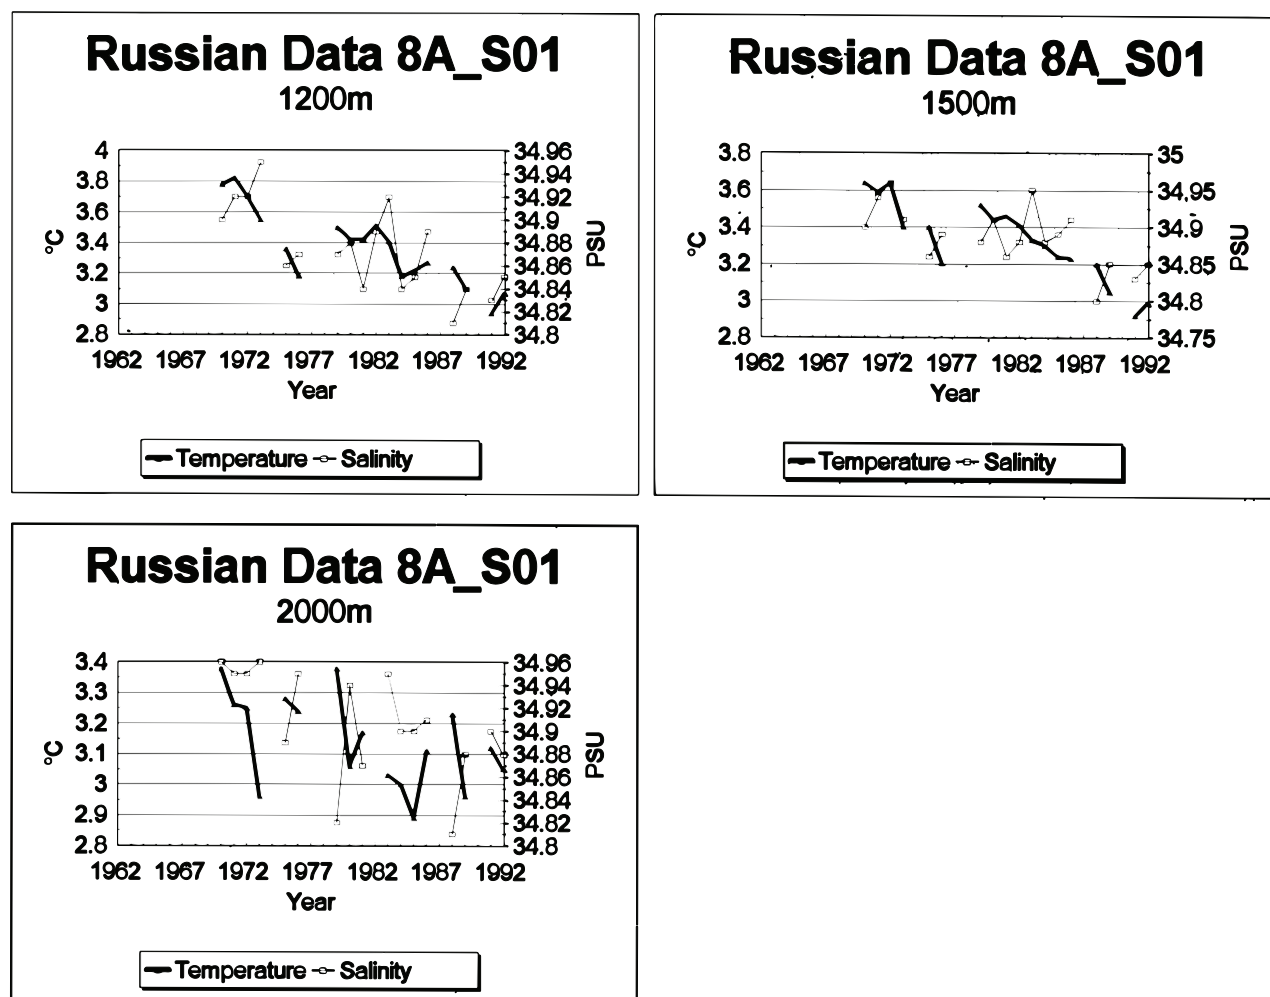 Russian Data 8A_S01
1200m
4
3.8
3.6
3.4
3.2
3
2.8
°C
34.96
34.94
34.92
34.9
34.88
34.86
34.84
34.82
34.8
PSU
1962 1967 1972 1977 1982 1987 1992
Year
Temperature Salinity
Russian Data 8A_S01
1500m
3.8
3.6
3.4
3.2
3
2.8
°C
35
34.95
34.9
34.85
34.8
34.75
PSU
1962 1967 1972 1977 1982 1987 1992
Year
Temperature Salinity
Russian Data 8A_S01
2000m
3.4
3.3
3.2
3.1
3
2.9
2.8
°C
34.96
34.94
34.92
34.9
34.88
34.86
34.84
34.82
34.8
PSU
1962 1967 1972 1977 1982 1987 1992
Year
Temperature Salinity